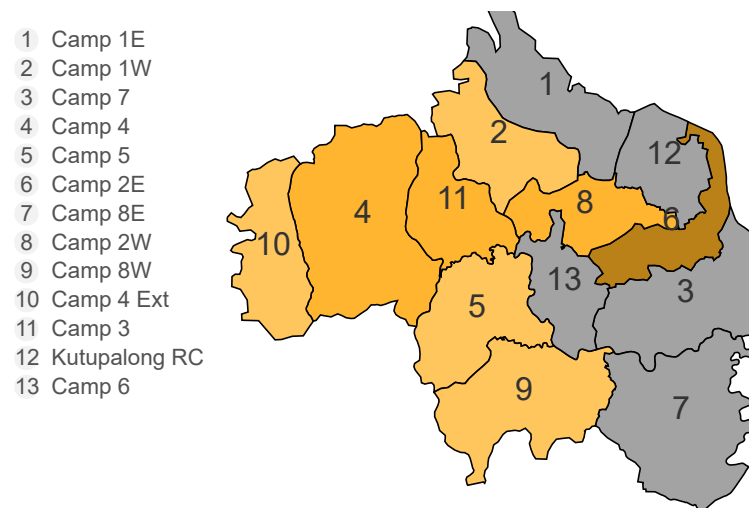 1 Camp 1E
2 Camp 1W
3 Camp 7
4 Camp 4
5 Camp 5
6 Camp 2E
7 Camp 8E
8 Camp 2W
9 Camp 8W
10 Camp 4 Ext
11 Camp 3
12 Kutupalong RC
13 Camp 6
1
2
12
11
4
8
6
10
13
3
5
9
7